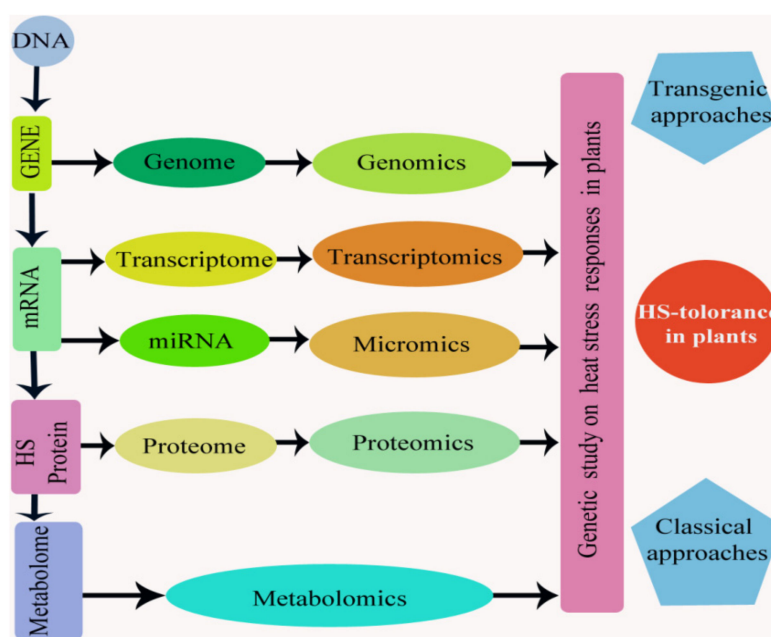 DNA
Transgenic
approaches
GENE
Genome
Genomics
mRNA
Transcriptome
Transcriptomics
miRNA
Micromics
HS
Protein
Proteome
Proteomics
Metabolome
Metabolomics
Genetic study on heat stress responses in plants
HS-tolorance
in plants
Classical
approaches